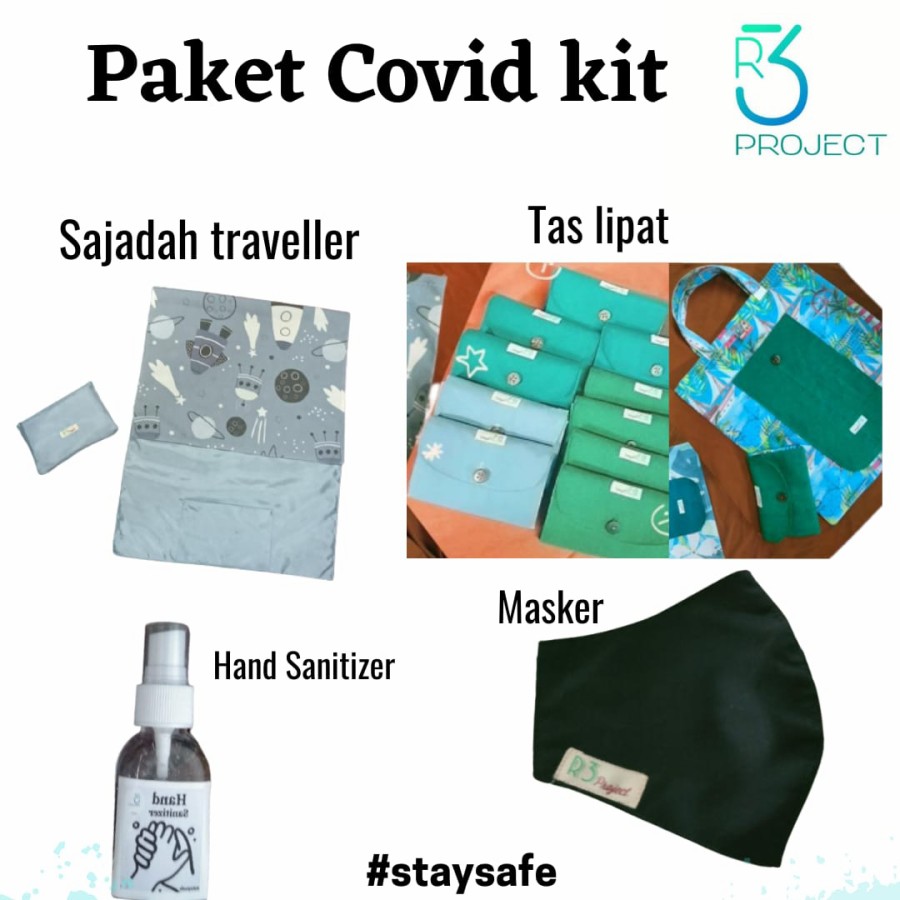 Paket Covid kit
R3
PROJECT
Sajadah traveller
Tas lipat
Masker
Hand Sanitizer
Hand
Sanitizer
R3 Project
#staysafe